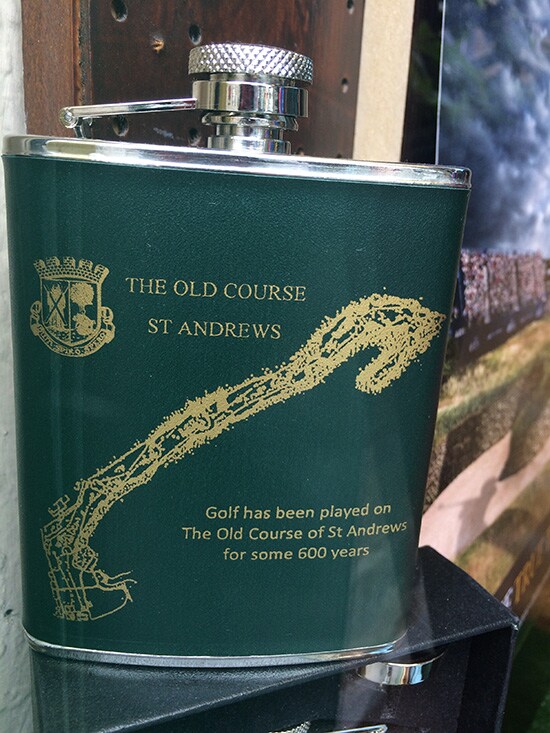 THE OLD COURSE
ST ANDREWS
Golf has been played on
The Old Course of St Andrews
for some 600 years